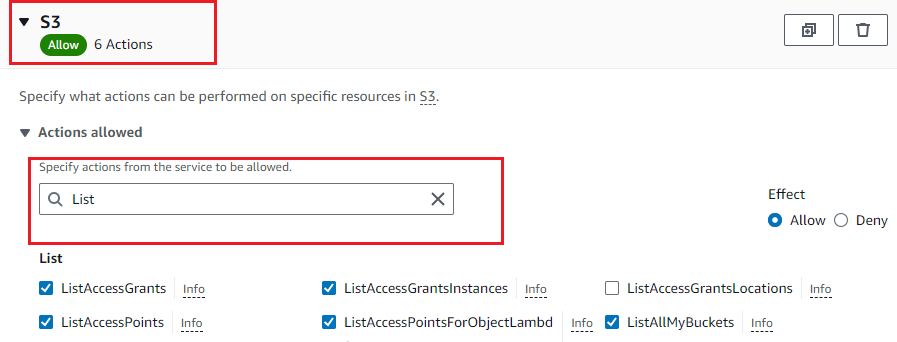 S3
Allow 6 Actions
Specify what actions can be performed on specific resources in S3.
Actions allowed
Specify actions from the service to be allowed.
List
Effect
Allow Deny
List
ListAccessGrants Info ListAccessGrantsInstances Info ListAccessGrantsLocations Info
ListAccessPoints Info ListAccessPointsForObjectLambd Info ListAllMyBuckets Info